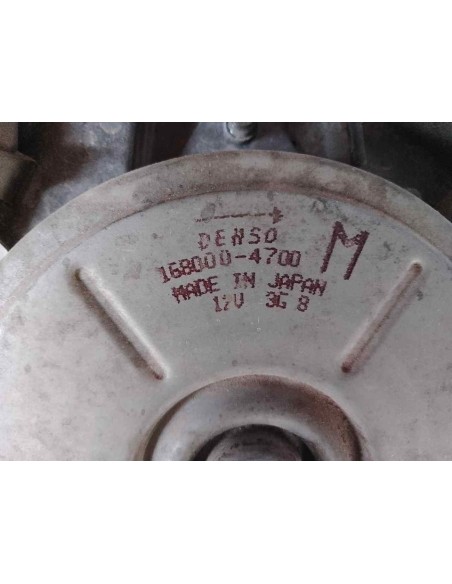 DENSO
168000-4700 M
MADE IN JAPAN
12V 3G 8